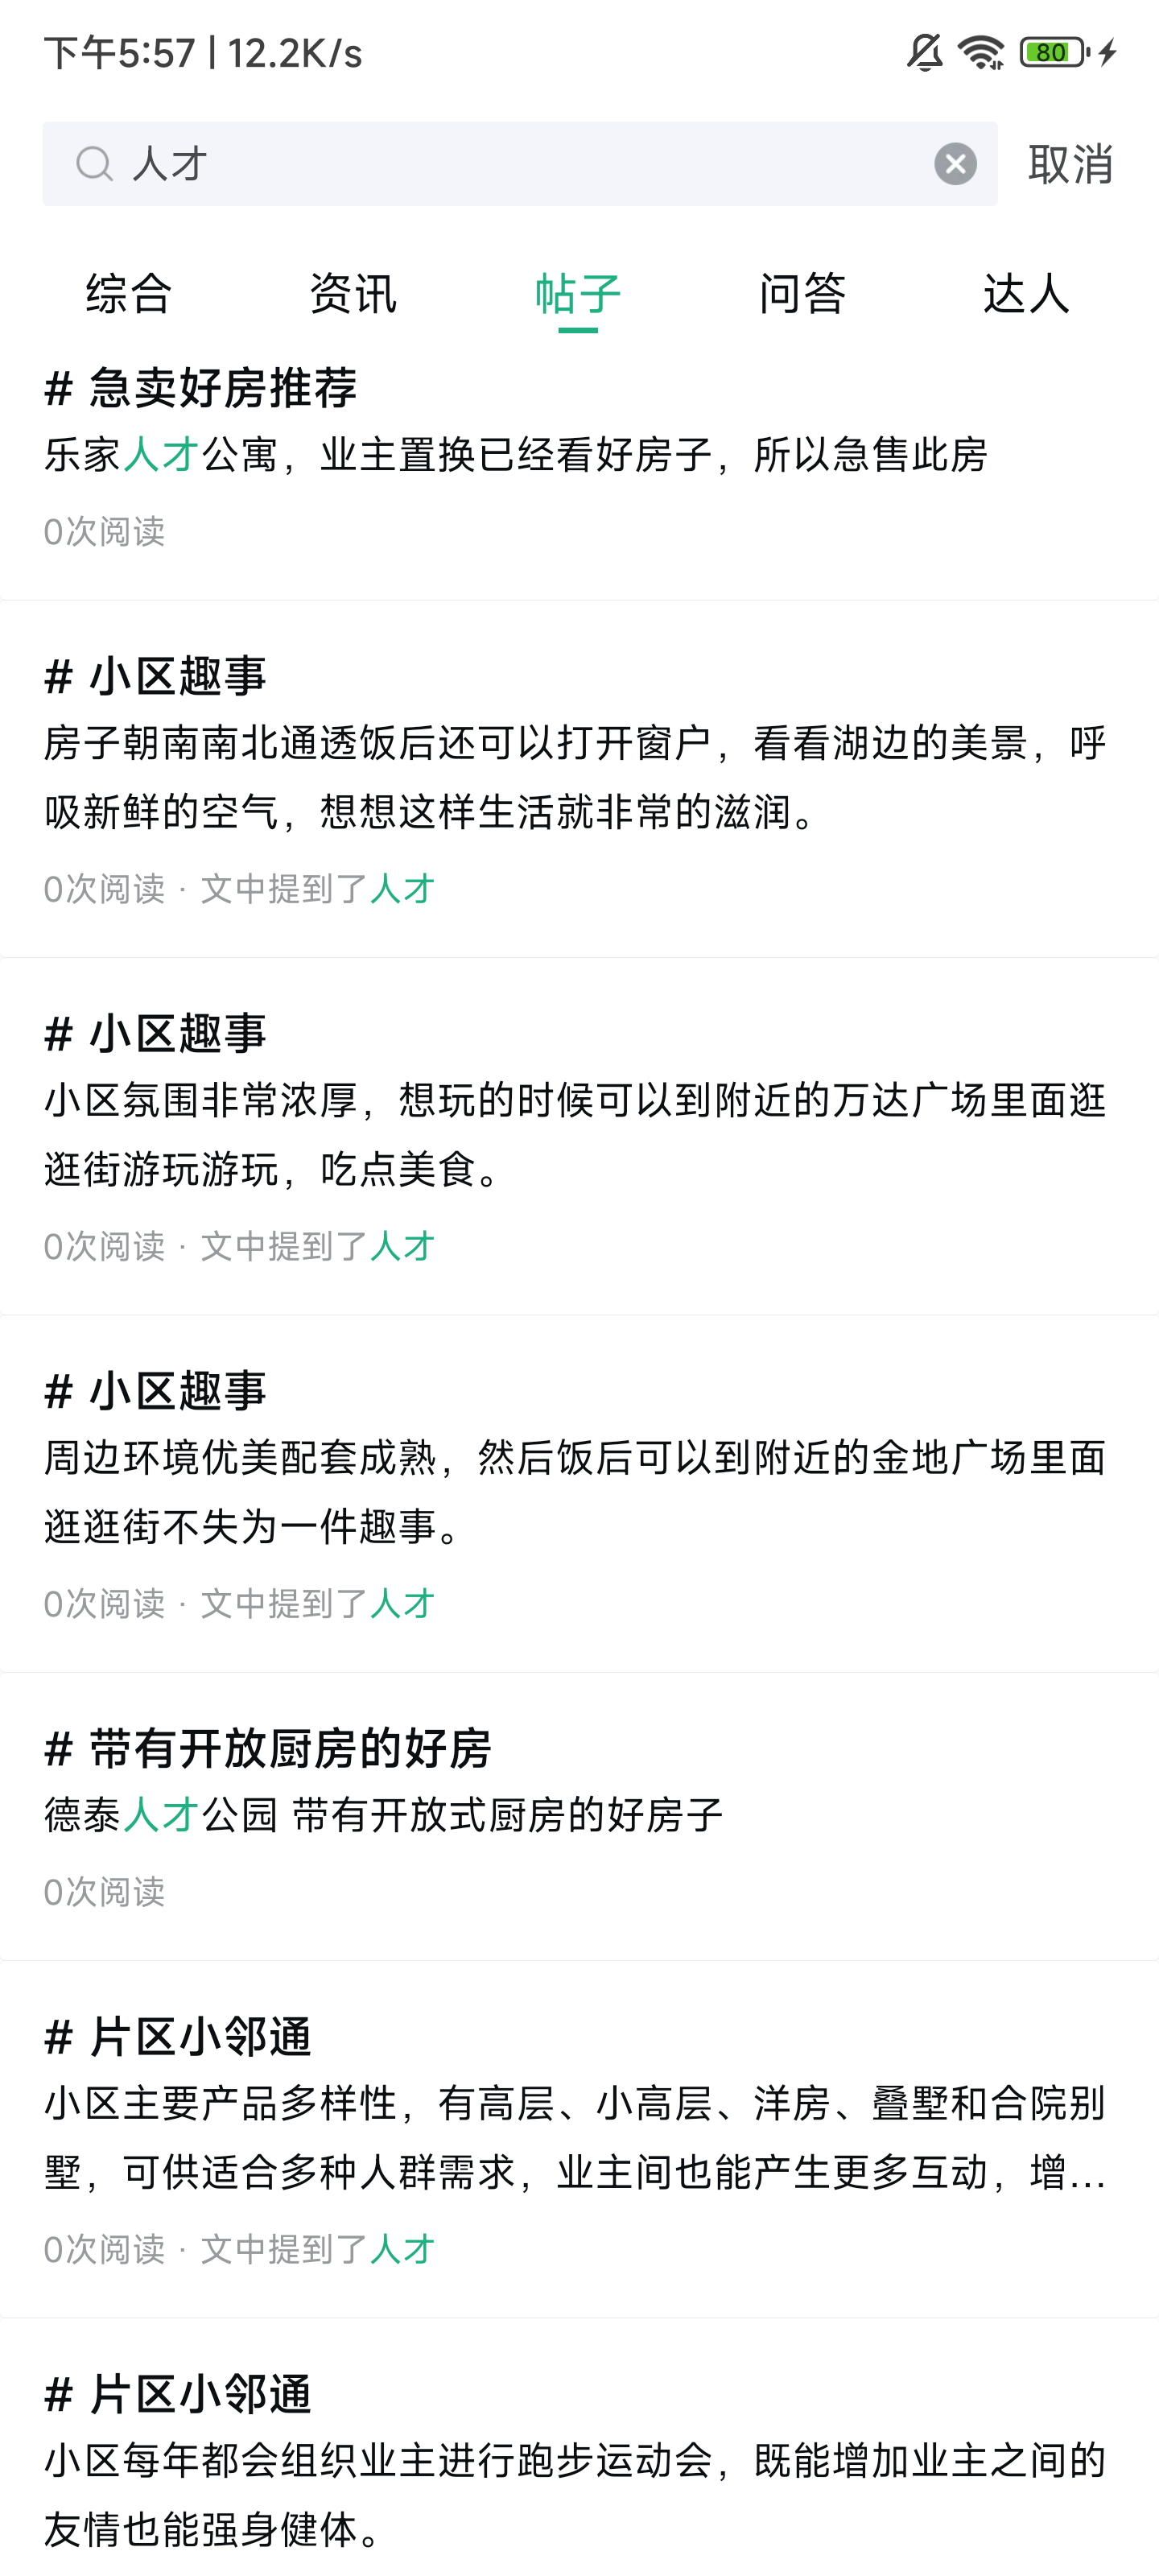 下午5:57 | 12.2K/s
80
人才
取消
综合 资讯 帖子 问答 达人
# 急卖好房推荐
乐家人才公寓，业主置换已经看好房子，所以急售此房
0次阅读
# 小区趣事
房子朝南南北通透饭后还可以打开窗户，看看湖边的美景，呼
吸新鲜的空气，想想这样生活就非常的滋润。
0次阅读 · 文中提到了人才
# 小区趣事
小区氛围非常浓厚，想玩的时候可以到附近的万达广场里面逛
逛街游玩游玩，吃点美食。
0次阅读 · 文中提到了人才
# 小区趣事
周边环境优美配套成熟，然后饭后可以到附近的金地广场里面
逛逛街不失为一件趣事。
0次阅读 · 文中提到了人才
# 带有开放厨房的好房
德泰人才公园 带有开放式厨房的好房子
0次阅读
# 片区小邻通
小区主要产品多样性，有高层、小高层、洋房、叠墅和合院别
墅，可供适合多种人群需求，业主间也能产生更多互动，增...
0次阅读 · 文中提到了人才
# 片区小邻通
小区每年都会组织业主进行跑步运动会，既能增加业主之间的
友情也能强身健体。